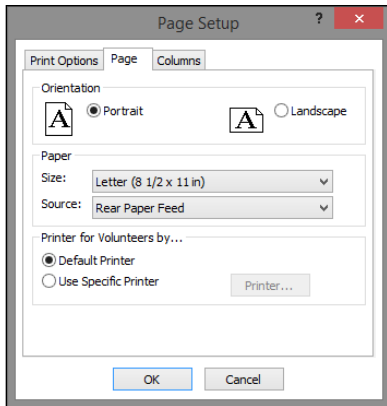 Page Setup
?
×
Print Options Page Columns
Orientation
A Portrait A Landscape
Paper
Size: Letter (8 1/2 x 11 in)
Source: Rear Paper Feed
Printer for Volunteers by...
Default Printer
Use Specific Printer Printer...
OK Cancel